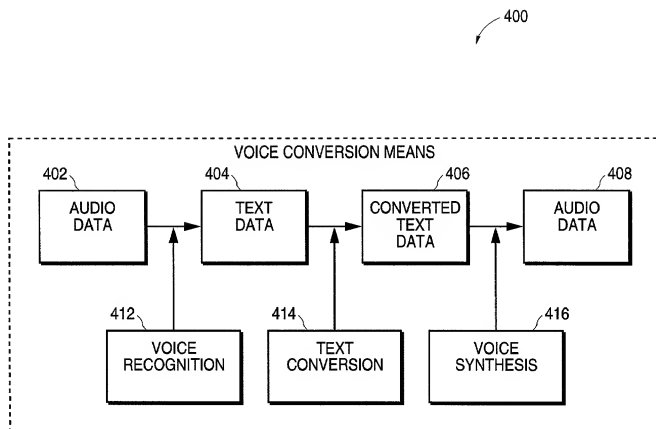 400
VOICE CONVERSION MEANS
402
404
406
408
AUDIO
DATA
TEXT
DATA
CONVERTED
TEXT
DATA
AUDIO
DATA
412
414
416
VOICE
RECOGNITION
TEXT
CONVERSION
VOICE
SYNTHESIS